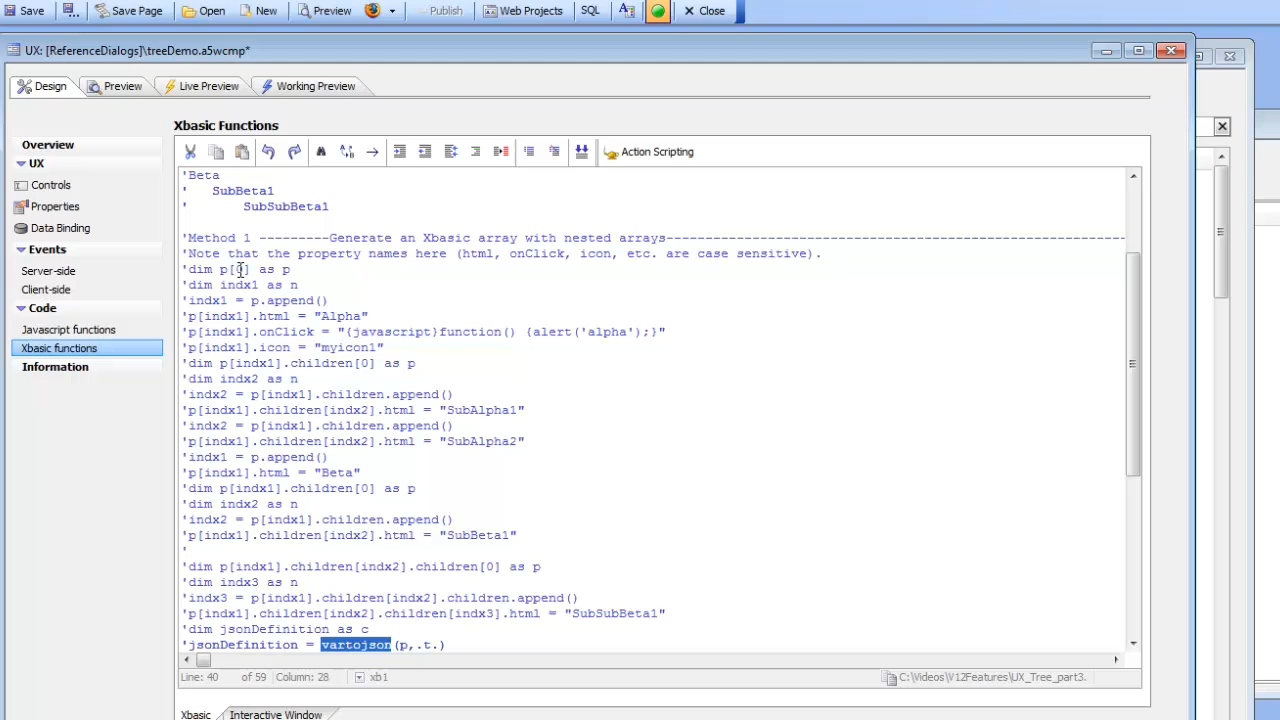 Save Save Page Open New Preview Publish Web Projects SQL Close
UX: [ReferenceDialogs]\treeDemo.a5wcmp*
Design Preview Live Preview Working Preview
Xbasic Functions
Overview
UX
Controls
Properties
Data Binding
Events
Server-side
Client-side
Code
Javascript functions
Xbasic functions
Information
Action Scripting
'Beta
'   SubBeta1
'       SubSubBeta1
'Method 1 ---------Generate an Xbasic array with nested arrays-----------------------------------------------------------
'Note that the property names here (html, onClick, icon, etc. are case sensitive).
'dim p[0] as p
'dim indx1 as n
'indx1 = p.append()
'p[indx1].html = "Alpha"
'p[indx1].onClick = "{javascript}function() {alert('alpha');}"
'p[indx1].icon = "myicon1"
'dim p[indx1].children[0] as p
'dim indx2 as n
'indx2 = p[indx1].children.append()
'p[indx1].children[indx2].html = "SubAlpha1"
'indx2 = p[indx1].children.append()
'p[indx1].children[indx2].html = "SubAlpha2"
'indx1 = p.append()
'p[indx1].html = "Beta"
'dim p[indx1].children[0] as p
'dim indx2 as n
'indx2 = p[indx1].children.append()
'p[indx1].children[indx2].html = "SubBeta1"
'
'dim p[indx1].children[indx2].children[0] as p
'dim indx3 as n
'indx3 = p[indx1].children[indx2].children.append()
'p[indx1].children[indx2].children[indx3].html = "SubSubBeta1"
'dim jsonDefinition as c
'jsonDefinition = vartojson(p,.t.)
Line: 40 of 59 Column: 28 xb1 C:\Videos\V12Features\UX_Tree_part3.
Xbasic Interactive Window